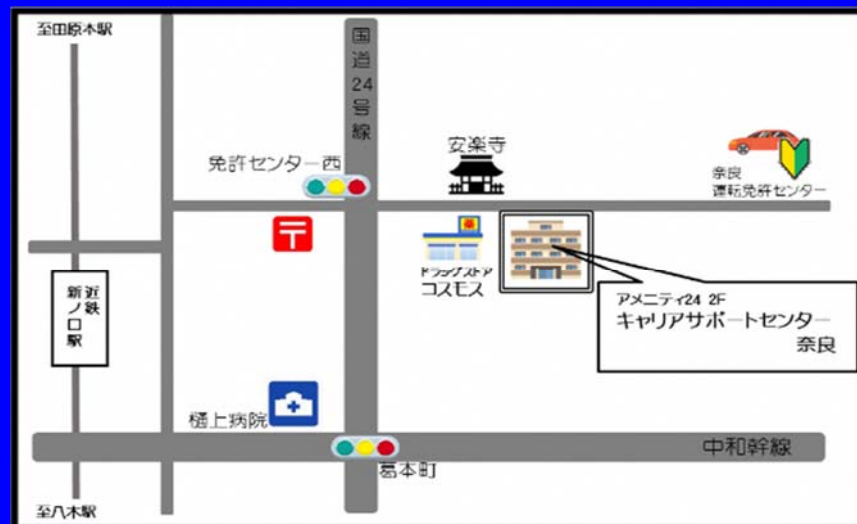 至田原本駅
国道24号線
安楽寺
免許センター西
奈良
運転免許センター
〒
薬
ドラッグストア
コスモス
近鉄
新ノ口駅
アメニティ24 2F
キャリアサポートセンター
奈良
樋上病院
中和幹線
葛本町
至八木駅